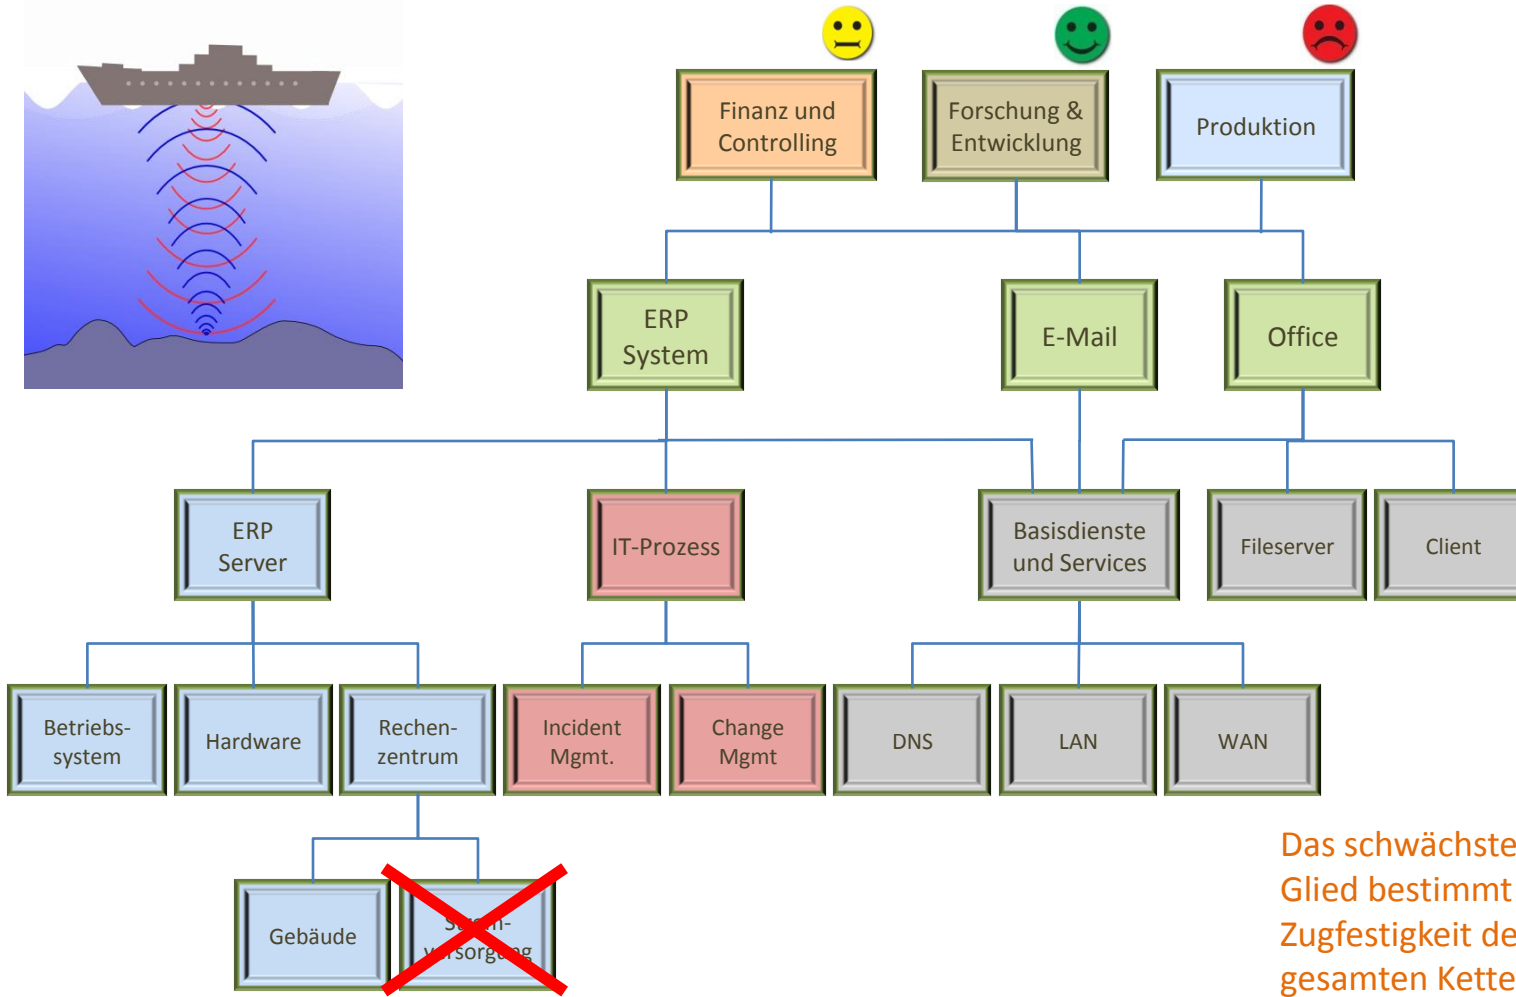 Finanz und
Controlling
Forschung &
Entwicklung
Produktion
ERP
System
E-Mail
Office
ERP
Server
IT-Prozess
Basisdienste
und Services
Fileserver
Client
Betriebs-
system
Hardware
Rechen-
zentrum
Incident
Mgmt.
Change
Mgmt
DNS
LAN
WAN
Gebäude
Strom-
versorgung
Das schwächste
Glied bestimmt
Zugfestigkeit de
gesamten Kette